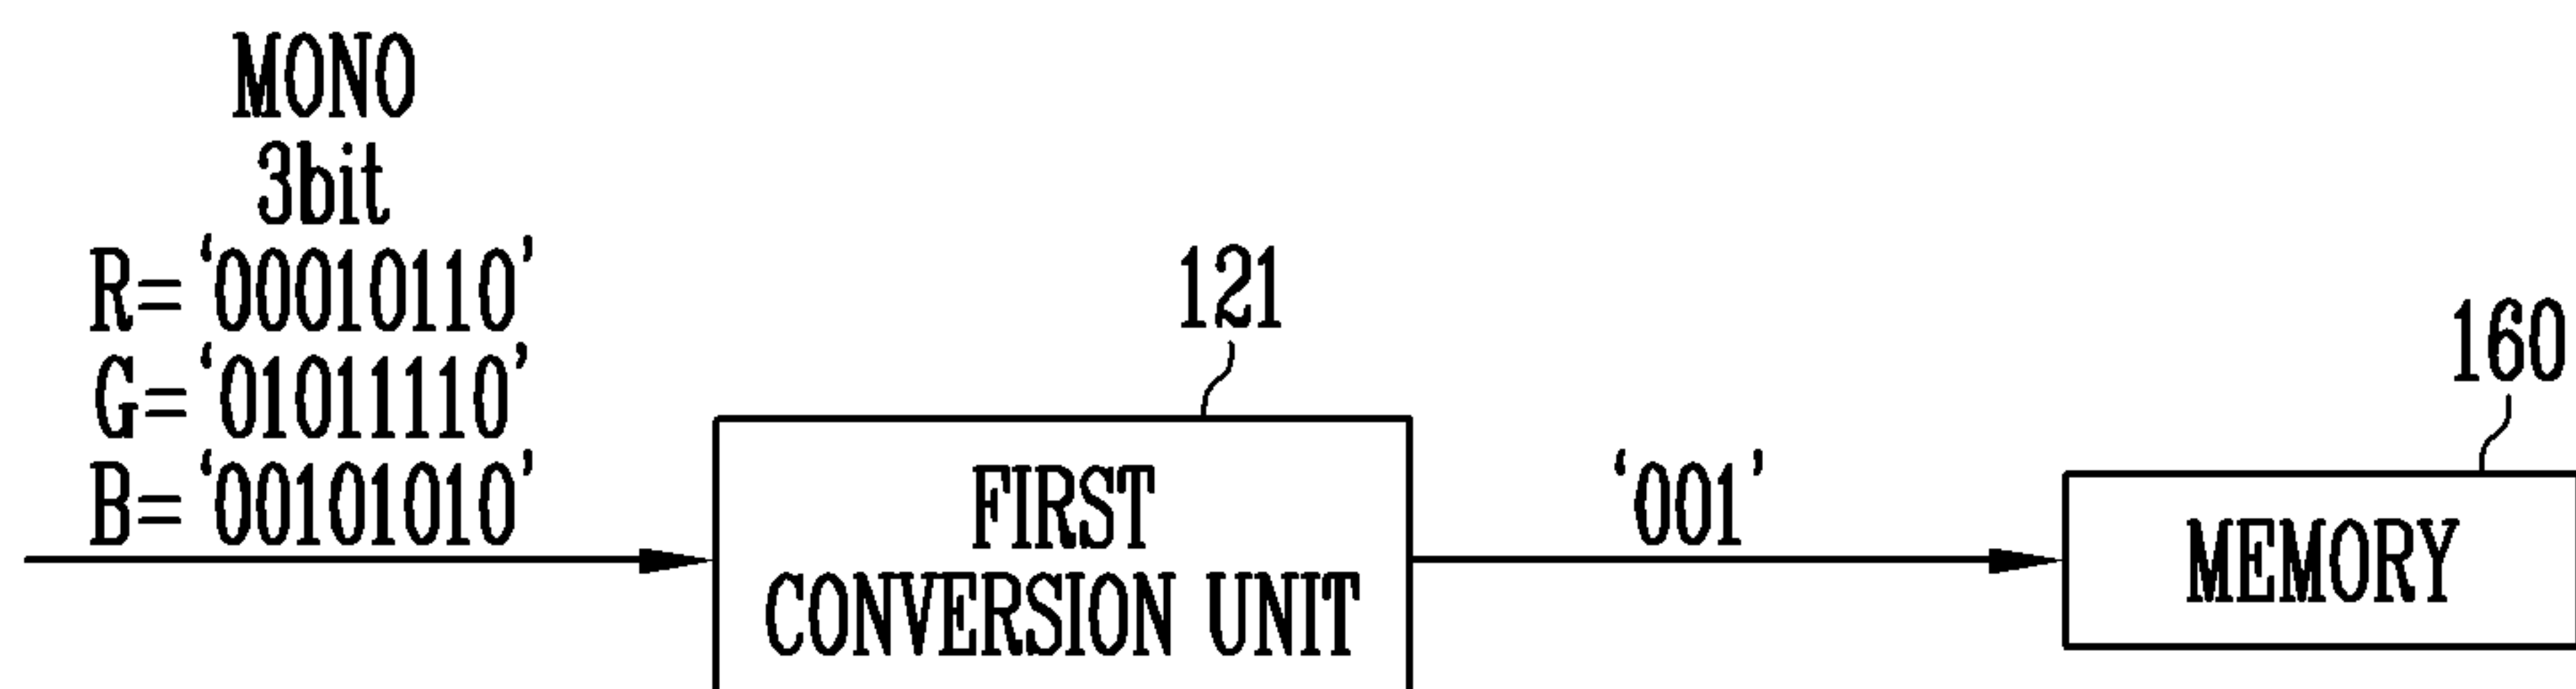 MONO
3bit
R=‘00010110’
G=‘01011110’
B=‘00101010’
121
FIRST
CONVERSION UNIT
‘001’
160
MEMORY